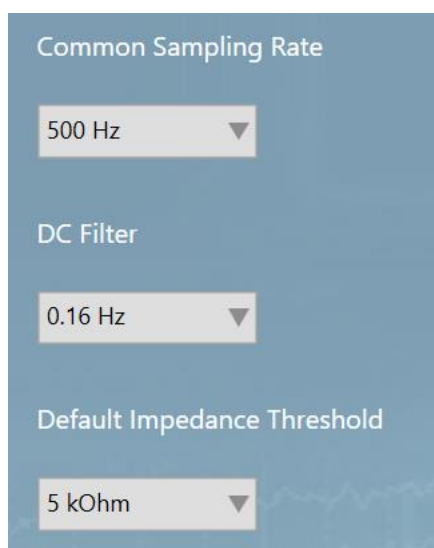 Common Sampling Rate
500 Hz
DC Filter
0.16 Hz
Default Impedance Threshold
5 kOhm